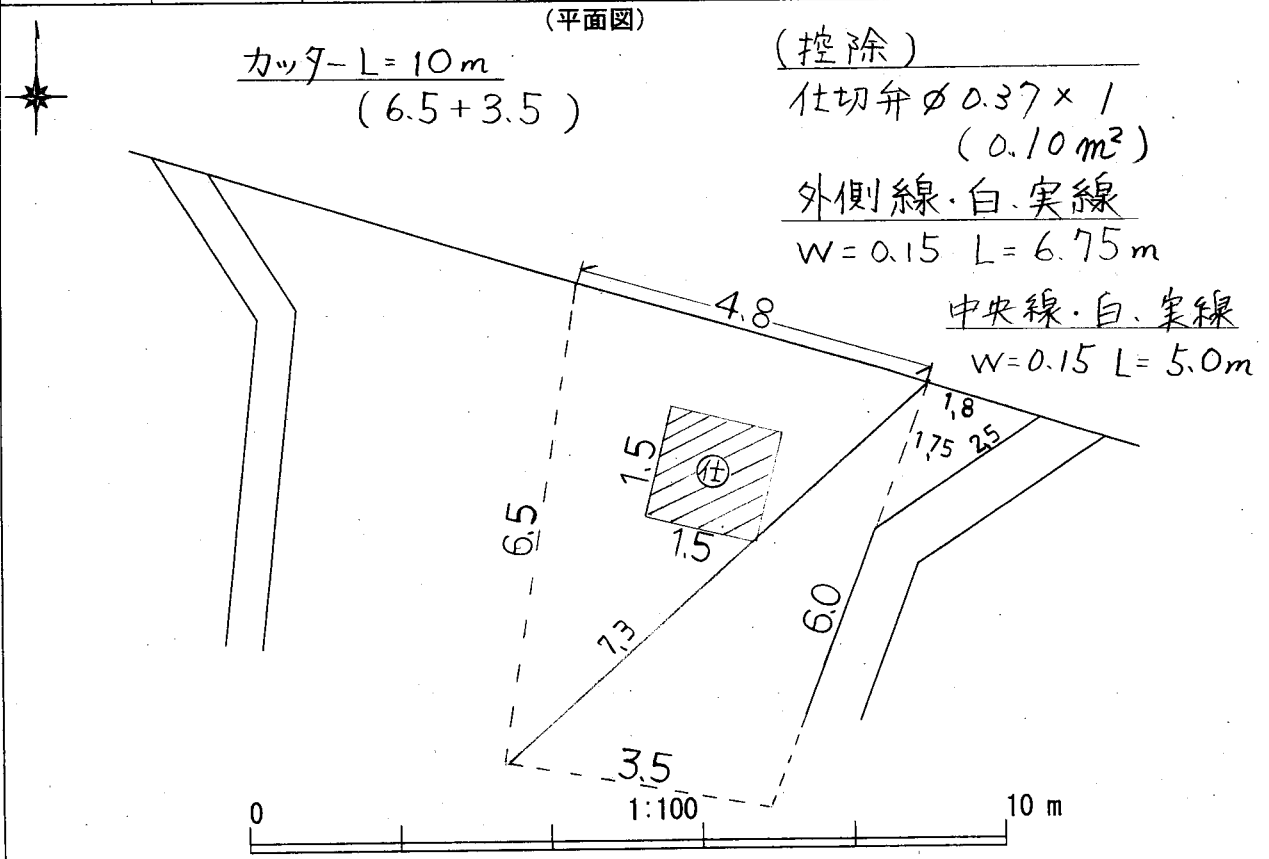 (平面図)
カッター L=10m
(6.5+3.5)
(控除)
仕切弁 φ0.37×1
(0.10m²)
外側線・白、実線
W=0.15 L=6.75m
中央線・白、実線
W=0.15 L=5.0m
4.8
1.8
1.75 2.5
1.5
仕
1.5
6.5
6.0
7.3
3.5
0 1:100 10 m